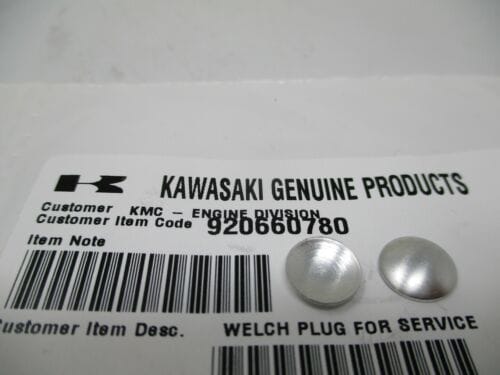 KAWASAKI GENUINE PRODUCTS
Customer KMC - ENGINE DIVISION
Customer Item Code 920660780
Item Note
Customer Item Desc. WELCH PLUG FOR SERVICE